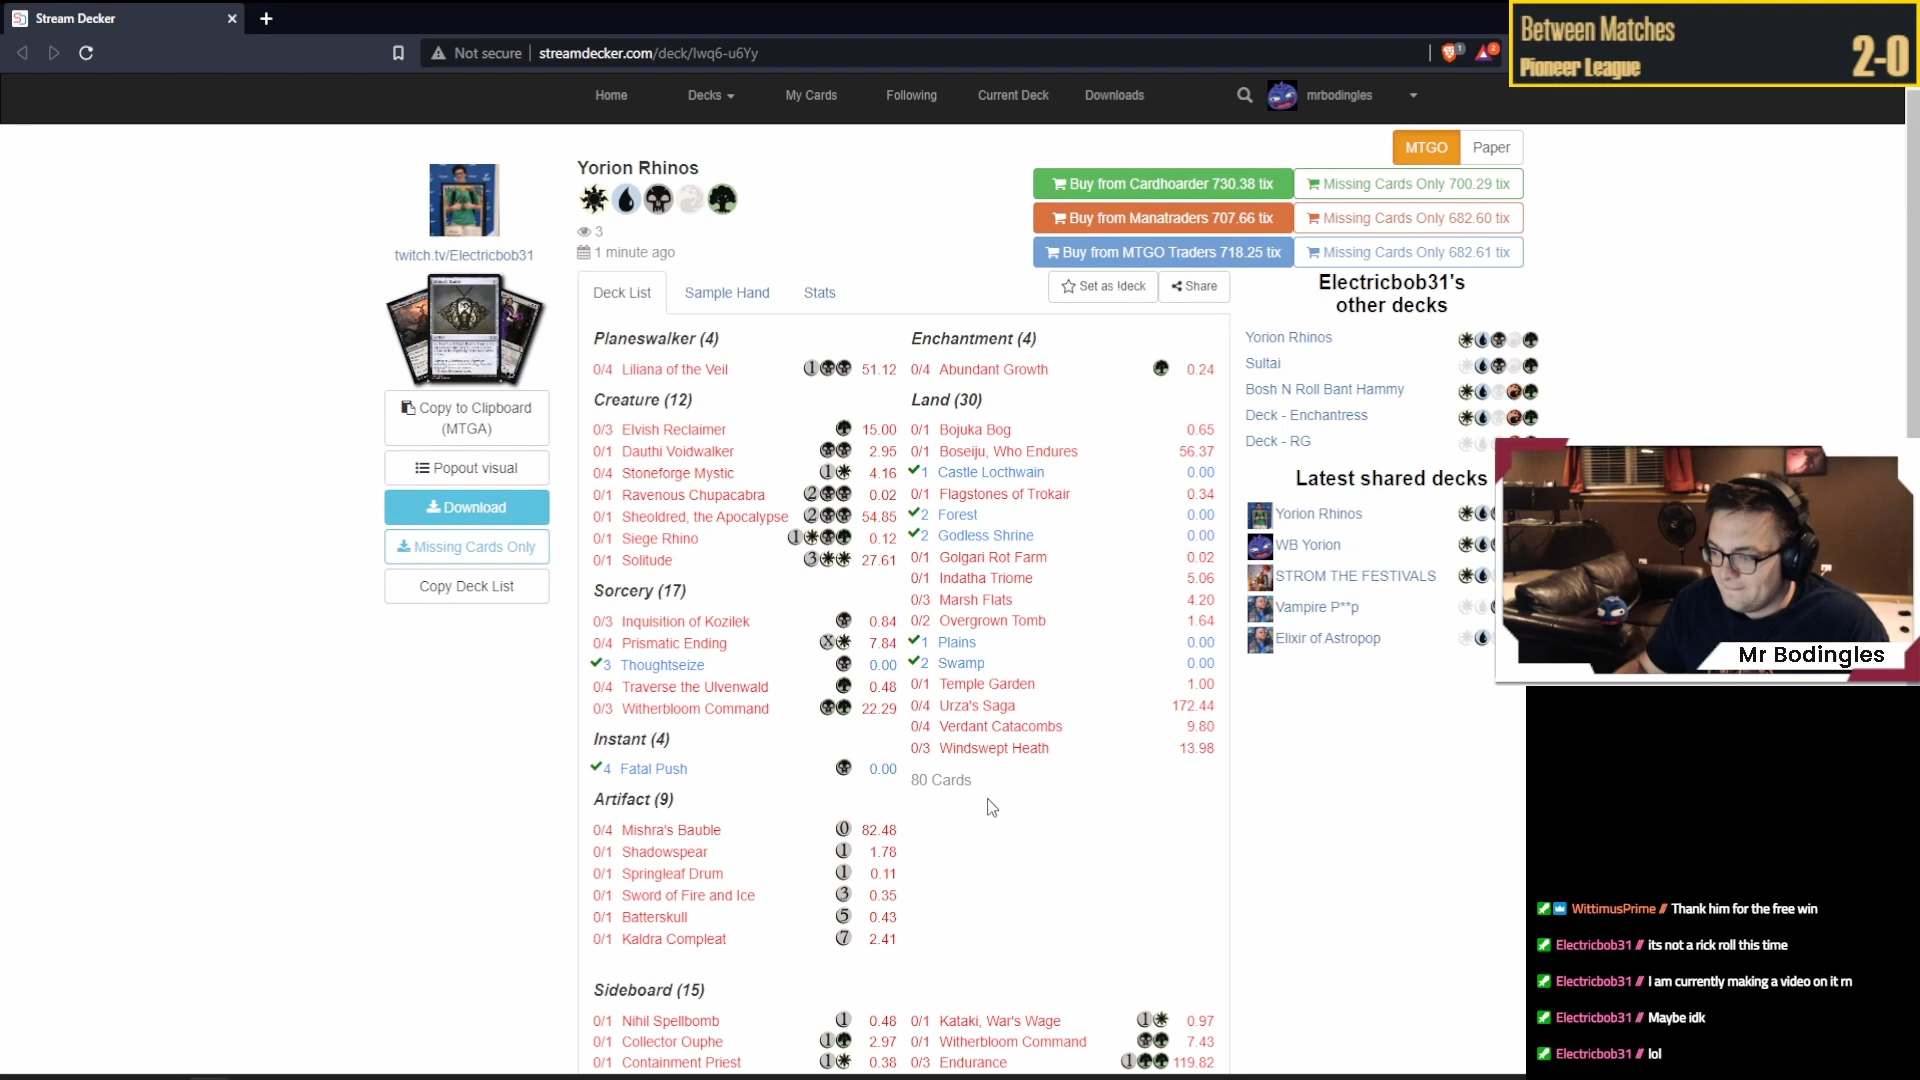 Stream Decker
Not secure streamdecker.com/deck/lwq6-u6Yy
Between Matches
Pioneer League
2-0
Home Decks My Cards Following Current Deck Downloads mrbodingles
MTGO Paper
Yorion Rhinos
3
1 minute ago
Buy from Cardhoarder 730.38 tix Missing Cards Only 700.29 tix
Buy from Manatraders 707.66 tix Missing Cards Only 682.60 tix
Buy from MTGO Traders 718.25 tix Missing Cards Only 682.61 tix
twitch.tv/Electricbob31
Copy to Clipboard
(MTGA)
Popout visual
Download
Missing Cards Only
Copy Deck List
Deck List Sample Hand Stats
Set as !deck Share
Planeswalker (4)
0/4 Liliana of the Veil 1 51.12
Creature (12)
0/3 Elvish Reclaimer 15.00
0/1 Dauthi Voidwalker 2.95
0/4 Stoneforge Mystic 1 4.16
0/1 Ravenous Chupacabra 2 0.02
0/1 Sheoldred, the Apocalypse 2 54.85
0/1 Siege Rhino 1 0.12
0/1 Solitude 3 27.61
Sorcery (17)
0/3 Inquisition of Kozilek 0.84
0/4 Prismatic Ending X 7.84
3 Thoughtseize 0.00
0/4 Traverse the Ulvenwald 0.48
0/3 Witherbloom Command 22.29
Instant (4)
4 Fatal Push 0.00
Artifact (9)
0/4 Mishra's Bauble 0 82.48
0/1 Shadowspear 1 1.78
0/1 Springleaf Drum 1 0.11
0/1 Sword of Fire and Ice 3 0.35
0/1 Batterskull 5 0.43
0/1 Kaldra Compleat 7 2.41
Enchantment (4)
0/4 Abundant Growth 0.24
Land (30)
0/1 Bojuka Bog 0.65
0/1 Boseiju, Who Endures 56.37
1 Castle Locthwain 0.00
0/1 Flagstones of Trokair 0.34
2 Forest 0.00
2 Godless Shrine 0.00
0/1 Golgari Rot Farm 0.02
0/1 Indatha Triome 5.06
0/3 Marsh Flats 4.20
0/2 Overgrown Tomb 1.64
1 Plains 0.00
2 Swamp 0.00
0/1 Temple Garden 1.00
0/4 Urza's Saga 172.44
0/4 Verdant Catacombs 9.80
0/3 Windswept Heath 13.98
80 Cards
Sideboard (15)
0/1 Nihil Spellbomb 1 0.48
0/1 Collector Ouphe 1 2.97
0/1 Containment Priest 1 0.38
0/1 Kataki, War's Wage 1 0.97
0/1 Witherbloom Command 7.43
0/3 Endurance 1 119.82
Electricbob31's
other decks
Yorion Rhinos
Sultai
Bosh N Roll Bant Hammy
Deck - Enchantress
Deck - RG
Latest shared decks
Yorion Rhinos
WB Yorion
STROM THE FESTIVALS
Vampire P**p
Elixir of Astropop
Mr Bodingles
WittimusPrime // Thank him for the free win
Electricbob31 // its not a rick roll this time
Electricbob31 // I am currently making a video on it rn
Electricbob31 // Maybe idk
Electricbob31 // lol